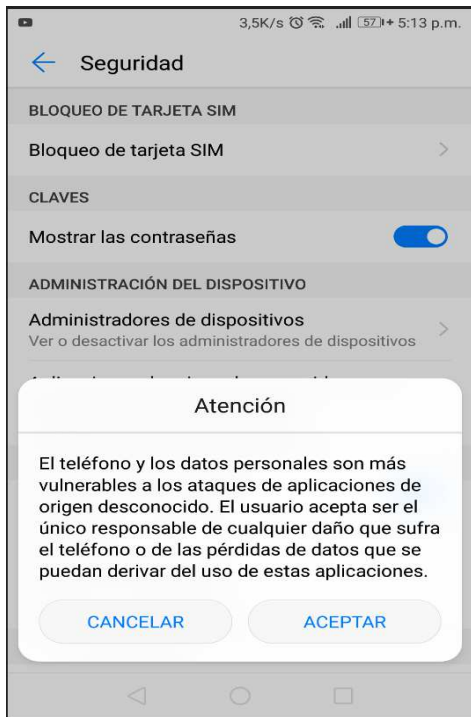 3,5K/s 57 5:13 p.m.
Seguridad
BLOQUEO DE TARJETA SIM
Bloqueo de tarjeta SIM
CLAVES
Mostrar las contraseñas
ADMINISTRACIÓN DEL DISPOSITIVO
Administradores de dispositivos
Ver o desactivar los administradores de dispositivos
Atención
El teléfono y los datos personales son más
vulnerables a los ataques de aplicaciones de
origen desconocido. El usuario acepta ser el
único responsable de cualquier daño que sufra
el teléfono o de las pérdidas de datos que se
puedan derivar del uso de estas aplicaciones.
CANCELAR
ACEPTAR